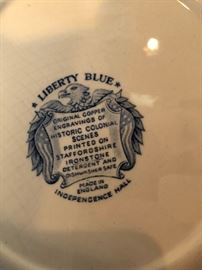 ★ LIBERTY BLUE ★
ORIGINAL COPPER
ENGRAVINGS OF
HISTORIC COLONIAL
SCENES
PRINTED ON
STAFFORDSHIRE
IRONSTONE
DETERGENT AND
DISHWASHER SAFE
MADE IN
ENGLAND
INDEPENDENCE HALL